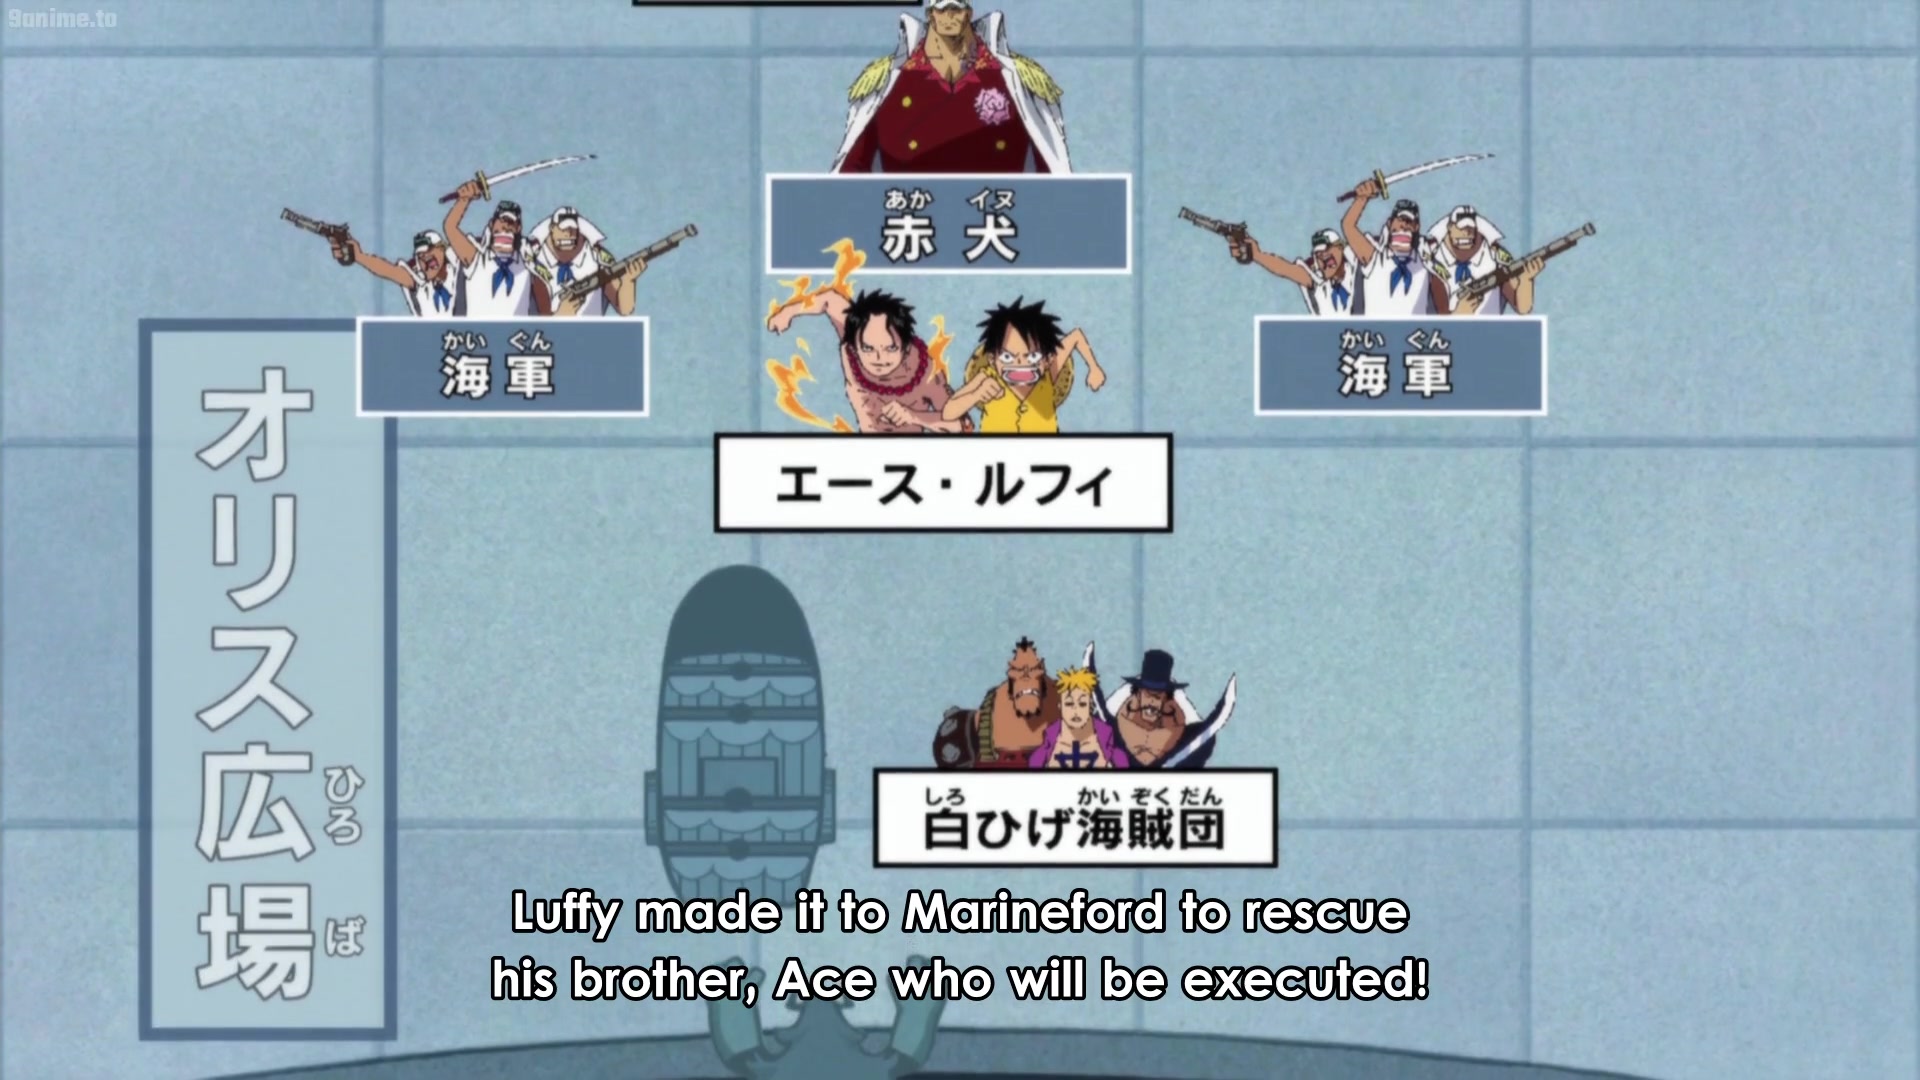 9anime.to
あか イヌ
赤犬
かい ぐん
海軍
かい ぐん
海軍
エース・ルフィ
オリス広場
ひろ ば
しろ かい ぞく だん
白ひげ海賊団
Luffy made it to Marineford to rescue
his brother, Ace who will be executed!